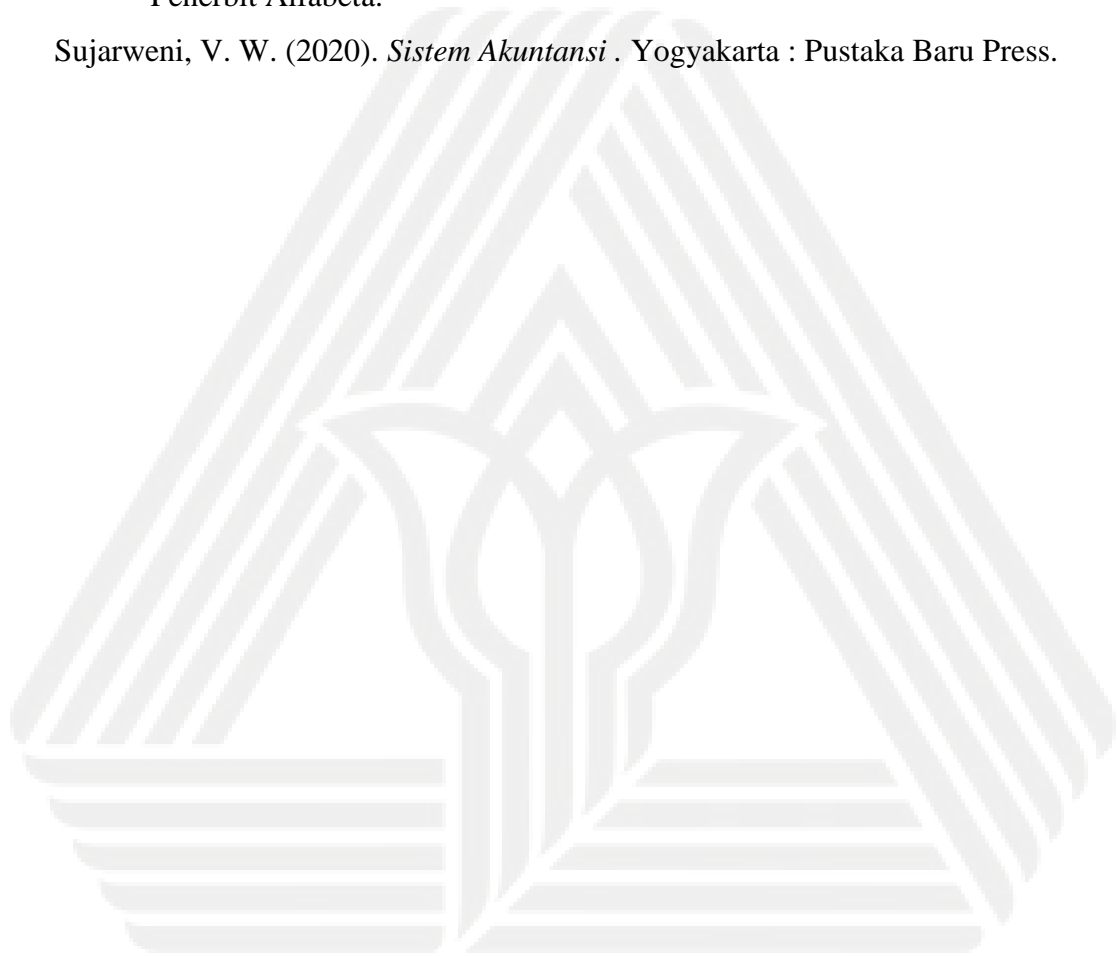 Penerbit Alfabeta.
Sujarweni, V. W. (2020). Sistem Akuntansi . Yogyakarta : Pustaka Baru Press.